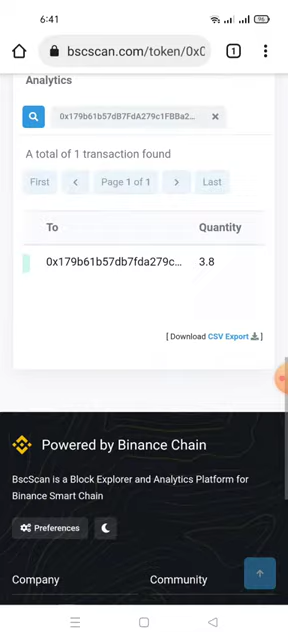 6:41
96
bscscan.com/token/0x0
1
Analytics
0x179b61b57dB7FdA279c1FBBa2...
A total of 1 transaction found
First
Page 1 of 1
Last
To
Quantity
0x179b61b57db7fda279c...
3.8
[ Download CSV Export ]
Powered by Binance Chain
BscScan is a Block Explorer and Analytics Platform for
Binance Smart Chain
Preferences
Company
Community